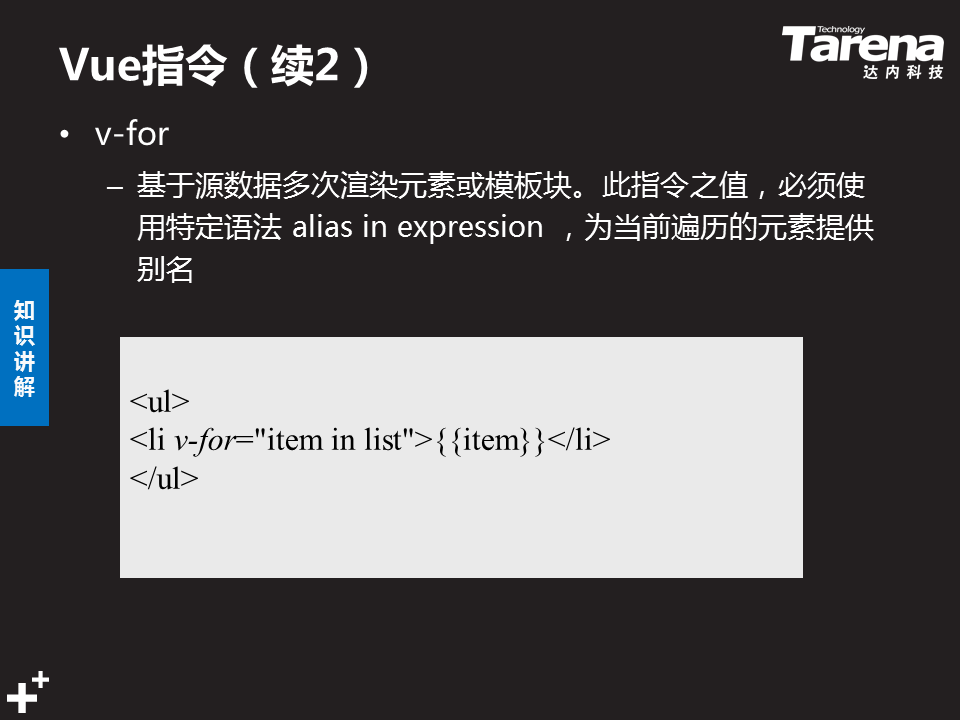 Vue指令（续2）
Technology
Tarena
达内科技
• v-for
– 基于源数据多次渲染元素或模板块。此指令之值，必须使
用特定语法 alias in expression ，为当前遍历的元素提供
别名
知
识
讲
解
<ul>
<li v-for="item in list">{{item}}</li>
</ul>